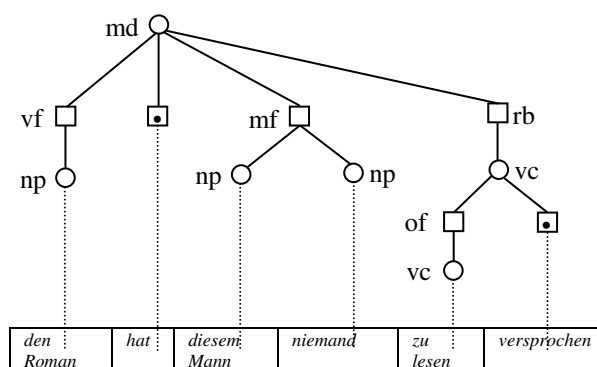 md
vf mf rb
np np np vc
of
vc
den hat diesem niemand zu versprochen
Roman Mann lesen